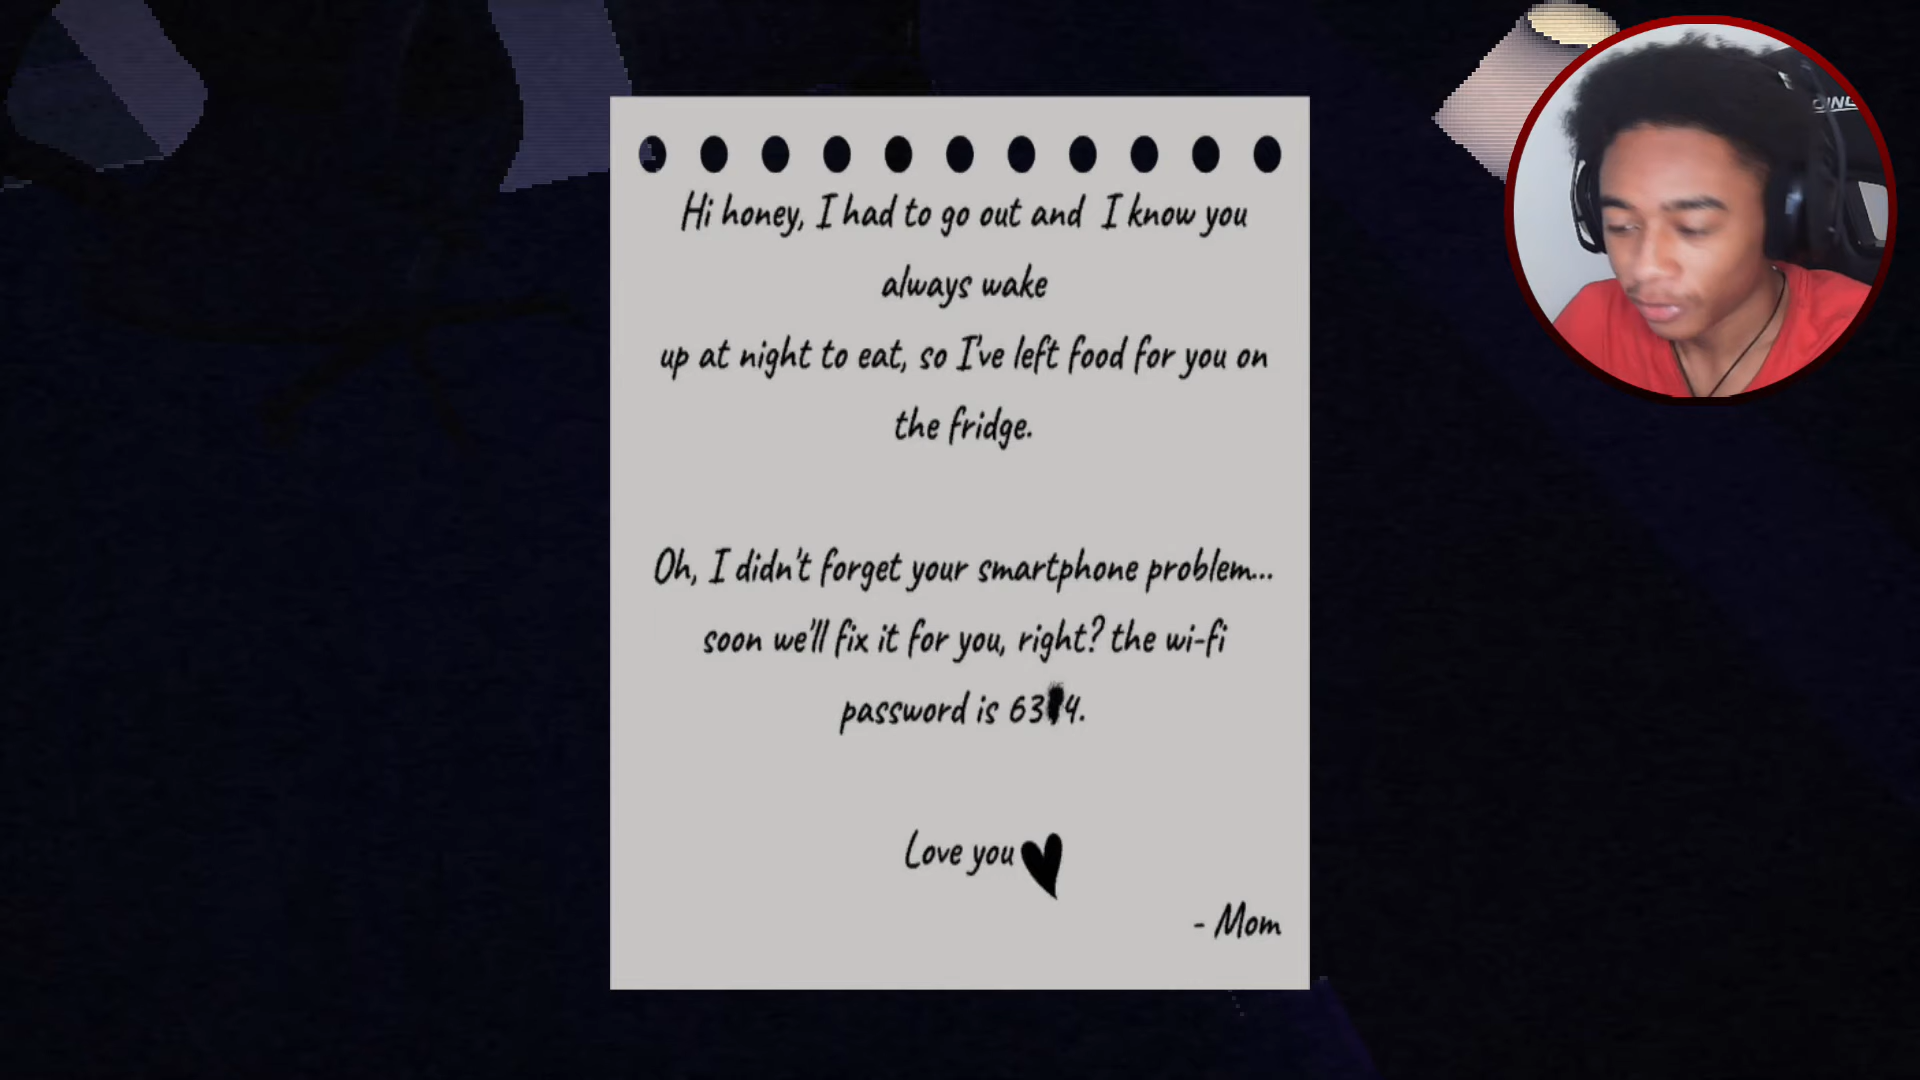 Hi honey, I had to go out and I know you
always wake
up at night to eat, so I've left food for you on
the fridge.
Oh, I didn't forget your smartphone problem...
soon we'll fix it for you, right? the wi-fi
password is 63 4.
Love you
- Mom